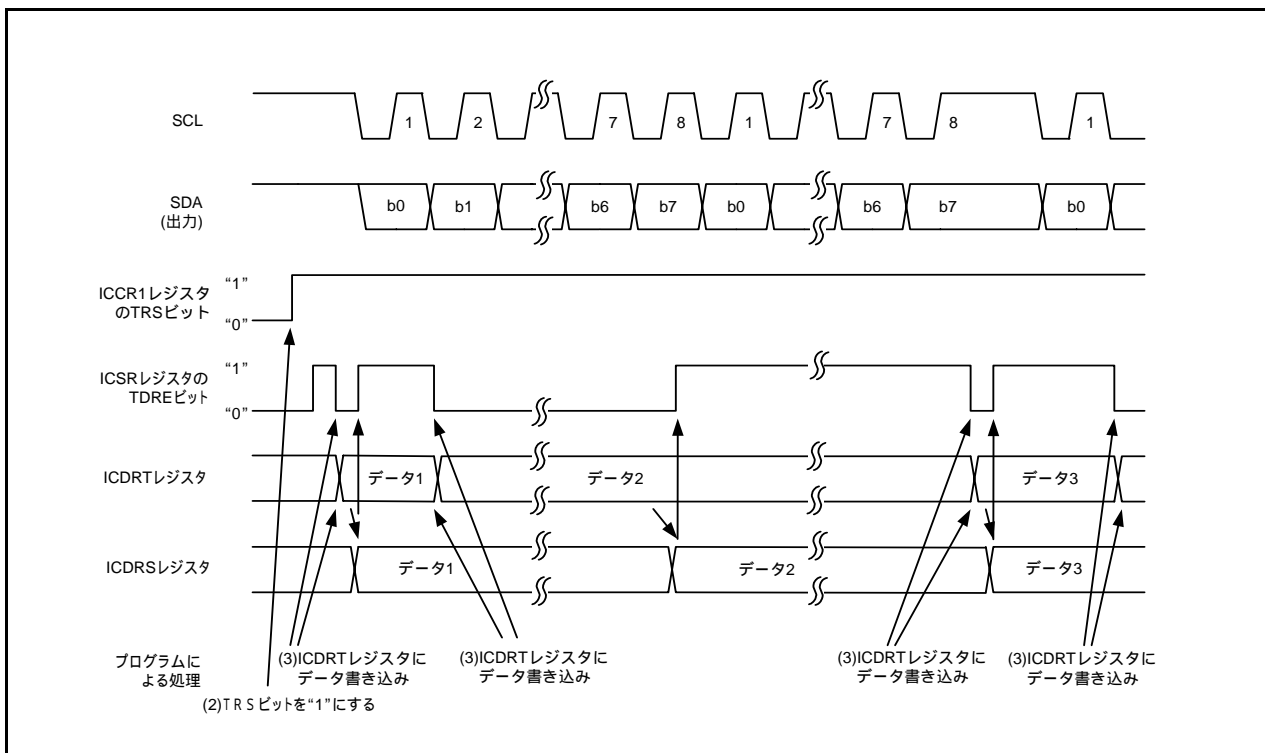 SCL
1 2 7 8 1 7 8 1
SDA
(出力)
b0 b1 b6 b7 b0 b6 b7 b0
ICCR1レジスタ
のTRSビット
“1”
“0”
ICSRレジスタの
TDREビット
“1”
“0”
ICDRTレジスタ
データ1 データ2 データ3
ICDRSレジスタ
データ1 データ2 データ3
プログラムに
よる処理
(3)ICDRTレジスタに
データ書き込み
(3)ICDRTレジスタに
データ書き込み
(3)ICDRTレジスタに
データ書き込み
(3)ICDRTレジスタに
データ書き込み
(2)TRSビットを“1”にする